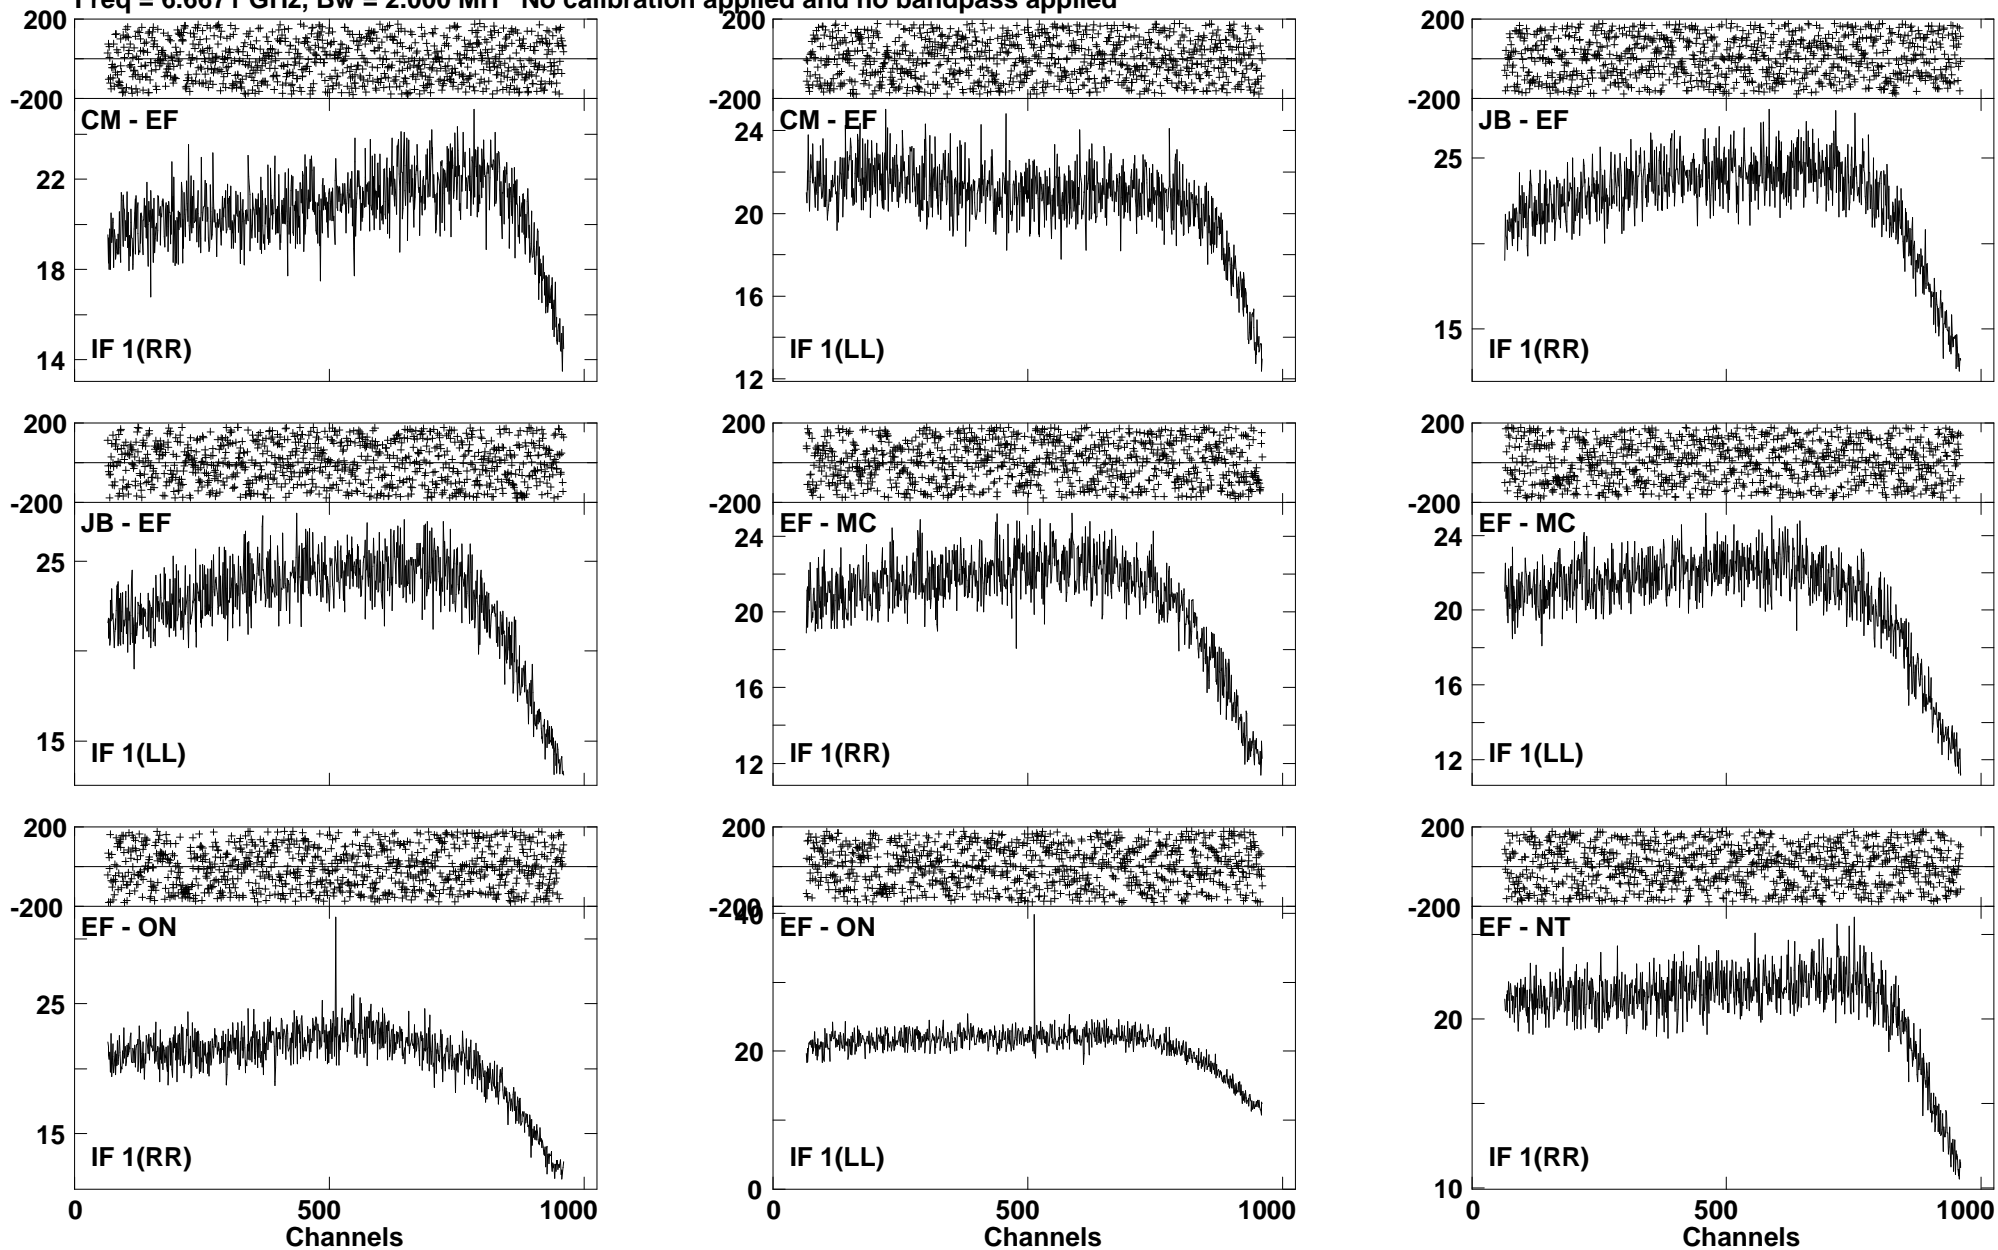 Freq = 6.6671 GHz, Bw = 2.000 MH No calibration applied and no bandpass applied
200
-200
CM - EF
22
18
14
IF 1(RR)
200
-200
CM - EF
24
20
16
12
IF 1(LL)
200
-200
JB - EF
25
15
IF 1(RR)
200
-200
JB - EF
25
15
IF 1(LL)
200
-200
EF - MC
24
20
16
12
IF 1(RR)
200
-200
EF - MC
24
20
16
12
IF 1(LL)
200
-200
EF - ON
25
15
IF 1(RR)
0 500 1000
Channels
200
-200
40
EF - ON
20
0
IF 1(LL)
0 500 1000
Channels
200
-200
EF - NT
20
10
IF 1(RR)
0 500 1000
Channels